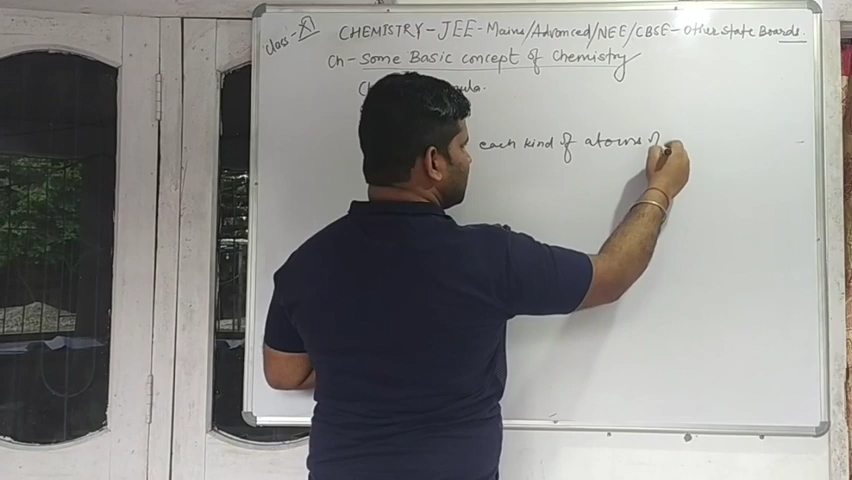 Class - XI CHEMISTRY - JEE - Mains/Advanced/NEE/CBSE - Other State Boards.
Ch - Some Basic concept of Chemistry
each kind of atoms